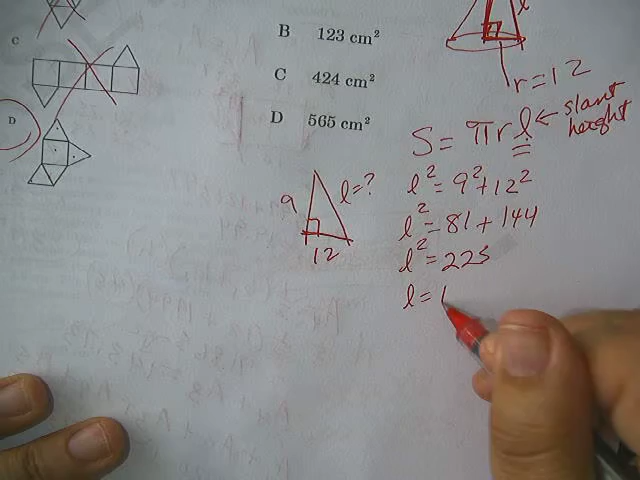 C
D
B 123 cm²
C 424 cm²
D 565 cm²
l
r=12
S= πrl ← slant height
9
l=?
12
l²=9²+12²
l²=81+144
l²=225
l=1